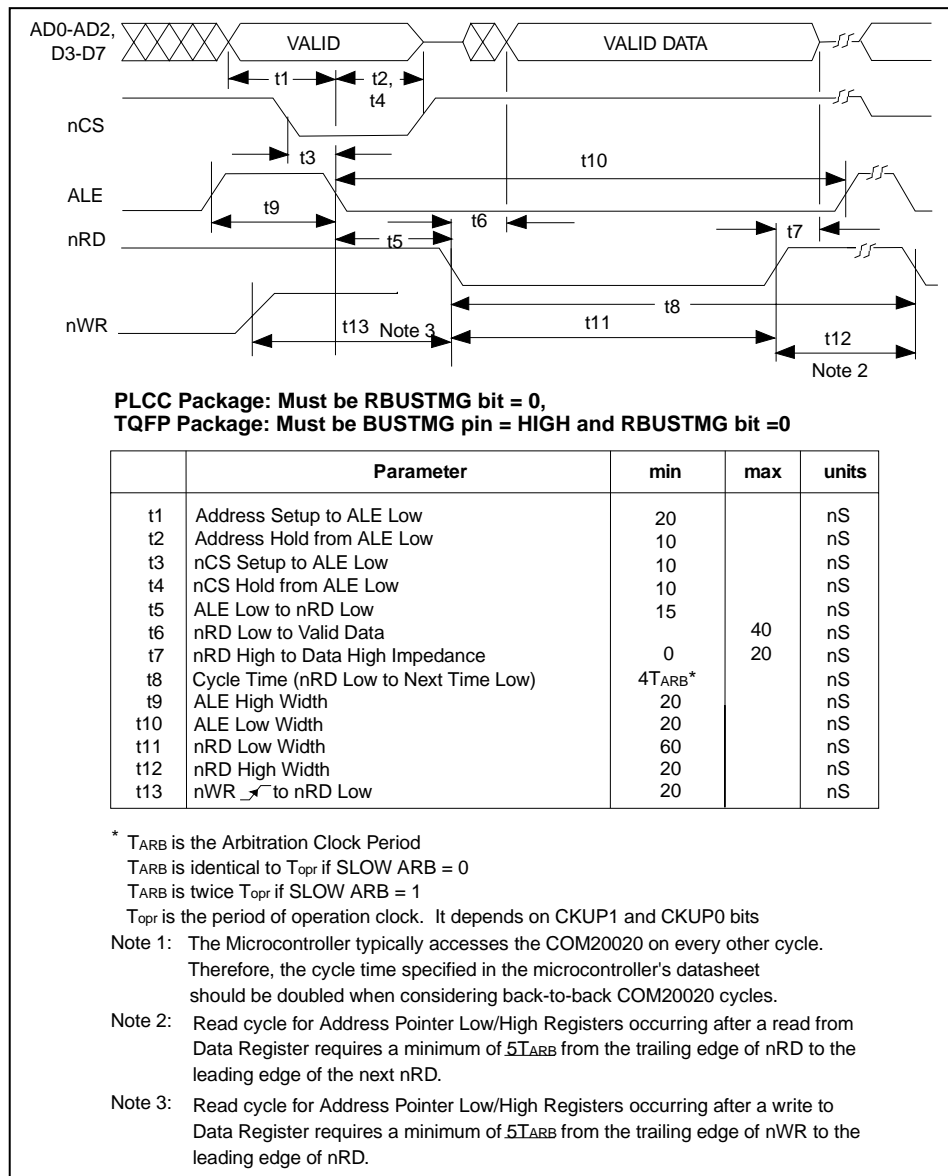 AD0-AD2,
D3-D7
VALID
VALID DATA
t1
t2,
t4
nCS
t3
t10
ALE
t9
t6
t5
t7
nRD
t8
nWR
t13 Note 3
t11
t12
Note 2
PLCC Package: Must be RBUSTMG bit = 0,
TQFP Package: Must be BUSTMG pin = HIGH and RBUSTMG bit =0
Parameter min max units
t1 Address Setup to ALE Low 20 nS
t2 Address Hold from ALE Low 10 nS
t3 nCS Setup to ALE Low 10 nS
t4 nCS Hold from ALE Low 10 nS
t5 ALE Low to nRD Low 15 nS
t6 nRD Low to Valid Data 40 nS
t7 nRD High to Data High Impedance 0 20 nS
t8 Cycle Time (nRD Low to Next Time Low) 4TARB* nS
t9 ALE High Width 20 nS
t10 ALE Low Width 20 nS
t11 nRD Low Width 60 nS
t12 nRD High Width 20 nS
t13 nWR to nRD Low 20 nS
* TARB is the Arbitration Clock Period
TARB is identical to Topr if SLOW ARB = 0
TARB is twice Topr if SLOW ARB = 1
Topr is the period of operation clock. It depends on CKUP1 and CKUP0 bits
Note 1: The Microcontroller typically accesses the COM20020 on every other cycle.
Therefore, the cycle time specified in the microcontroller's datasheet
should be doubled when considering back-to-back COM20020 cycles.
Note 2: Read cycle for Address Pointer Low/High Registers occurring after a read from
Data Register requires a minimum of 5TARB from the trailing edge of nRD to the
leading edge of the next nRD.
Note 3: Read cycle for Address Pointer Low/High Registers occurring after a write to
Data Register requires a minimum of 5TARB from the trailing edge of nWR to the
leading edge of nRD.